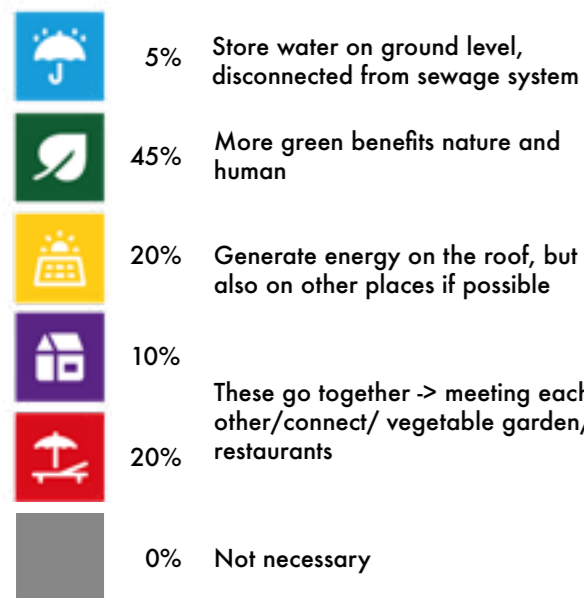 5%
Store water on ground level,
disconnected from sewage system
45%
More green benefits nature and
human
20%
Generate energy on the roof, but
also on other places if possible
10%
20%
These go together -> meeting each
other/connect/ vegetable garden/
restaurants
0%
Not necessary